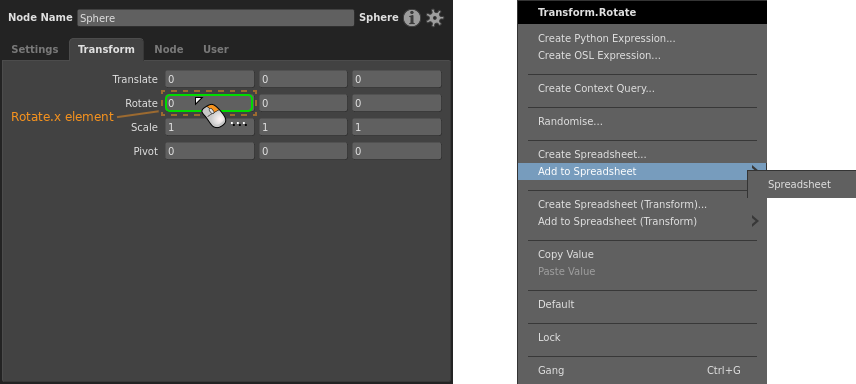 Node Name Sphere Sphere
Settings Transform Node User
Translate 0 0 0
Rotate 0 0 0
Rotate.x element
Scale 1 1 1
Pivot 0 0 0
Transform.Rotate
Create Python Expression...
Create OSL Expression...
Create Context Query...
Randomise...
Create Spreadsheet...
Add to Spreadsheet
Spreadsheet
Create Spreadsheet (Transform)...
Add to Spreadsheet (Transform)
Copy Value
Paste Value
Default
Lock
Gang Ctrl+G